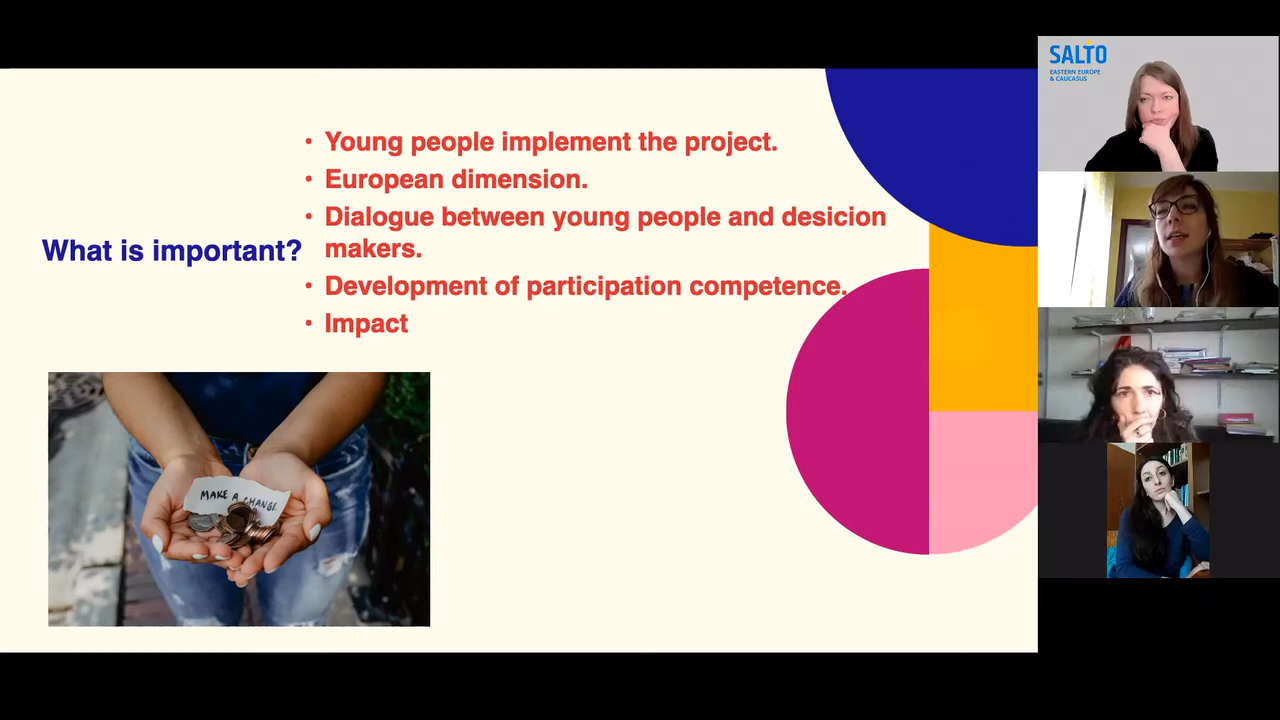 What is important?
• Young people implement the project.
• European dimension.
• Dialogue between young people and desicion
makers.
• Development of participation competence.
• Impact
MAKE A CHANGE
SALTO
EASTERN EUROPE
& CAUCASUS